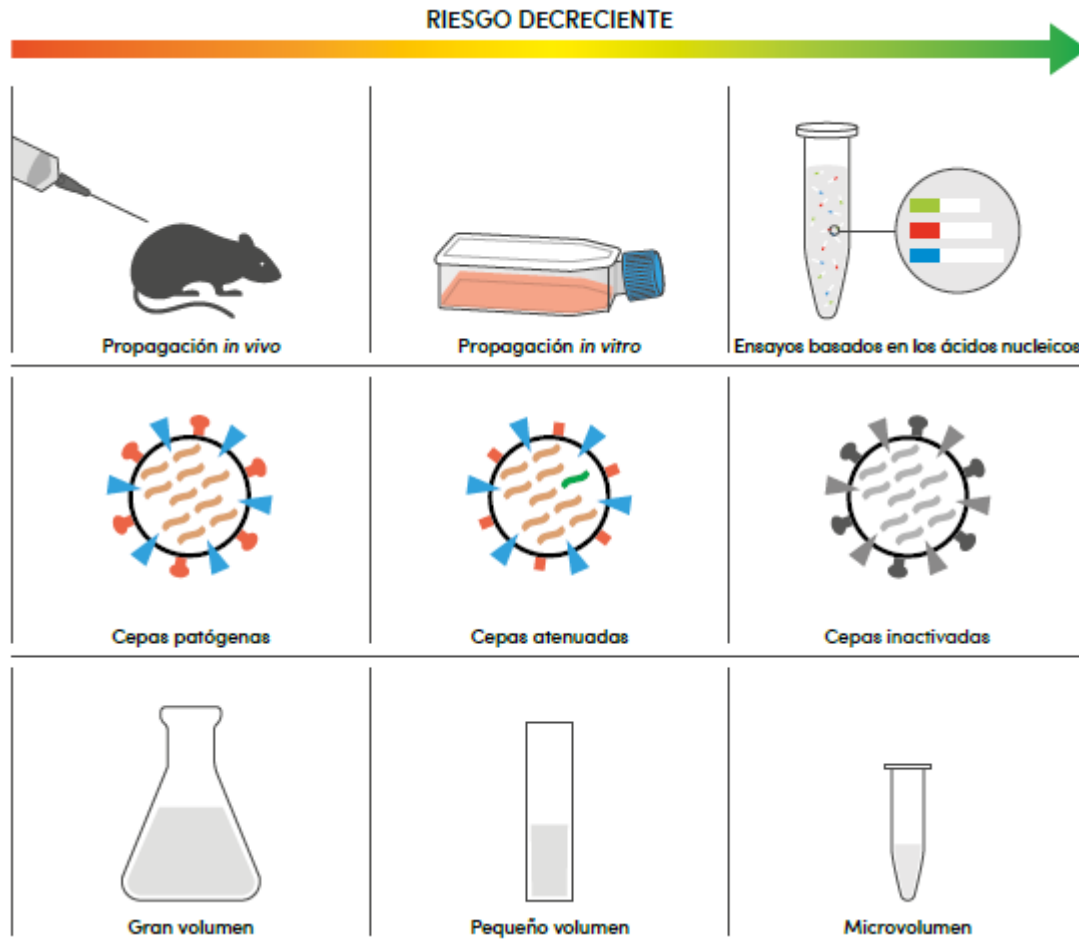 RIESGO DECRECIENTE
Propagación in vivo
Propagación in vitro
Ensayos basados en los ácidos nucleicos
Cepas patógenas
Cepas atenuadas
Cepas inactivadas
Gran volumen
Pequeño volumen
Microvolumen